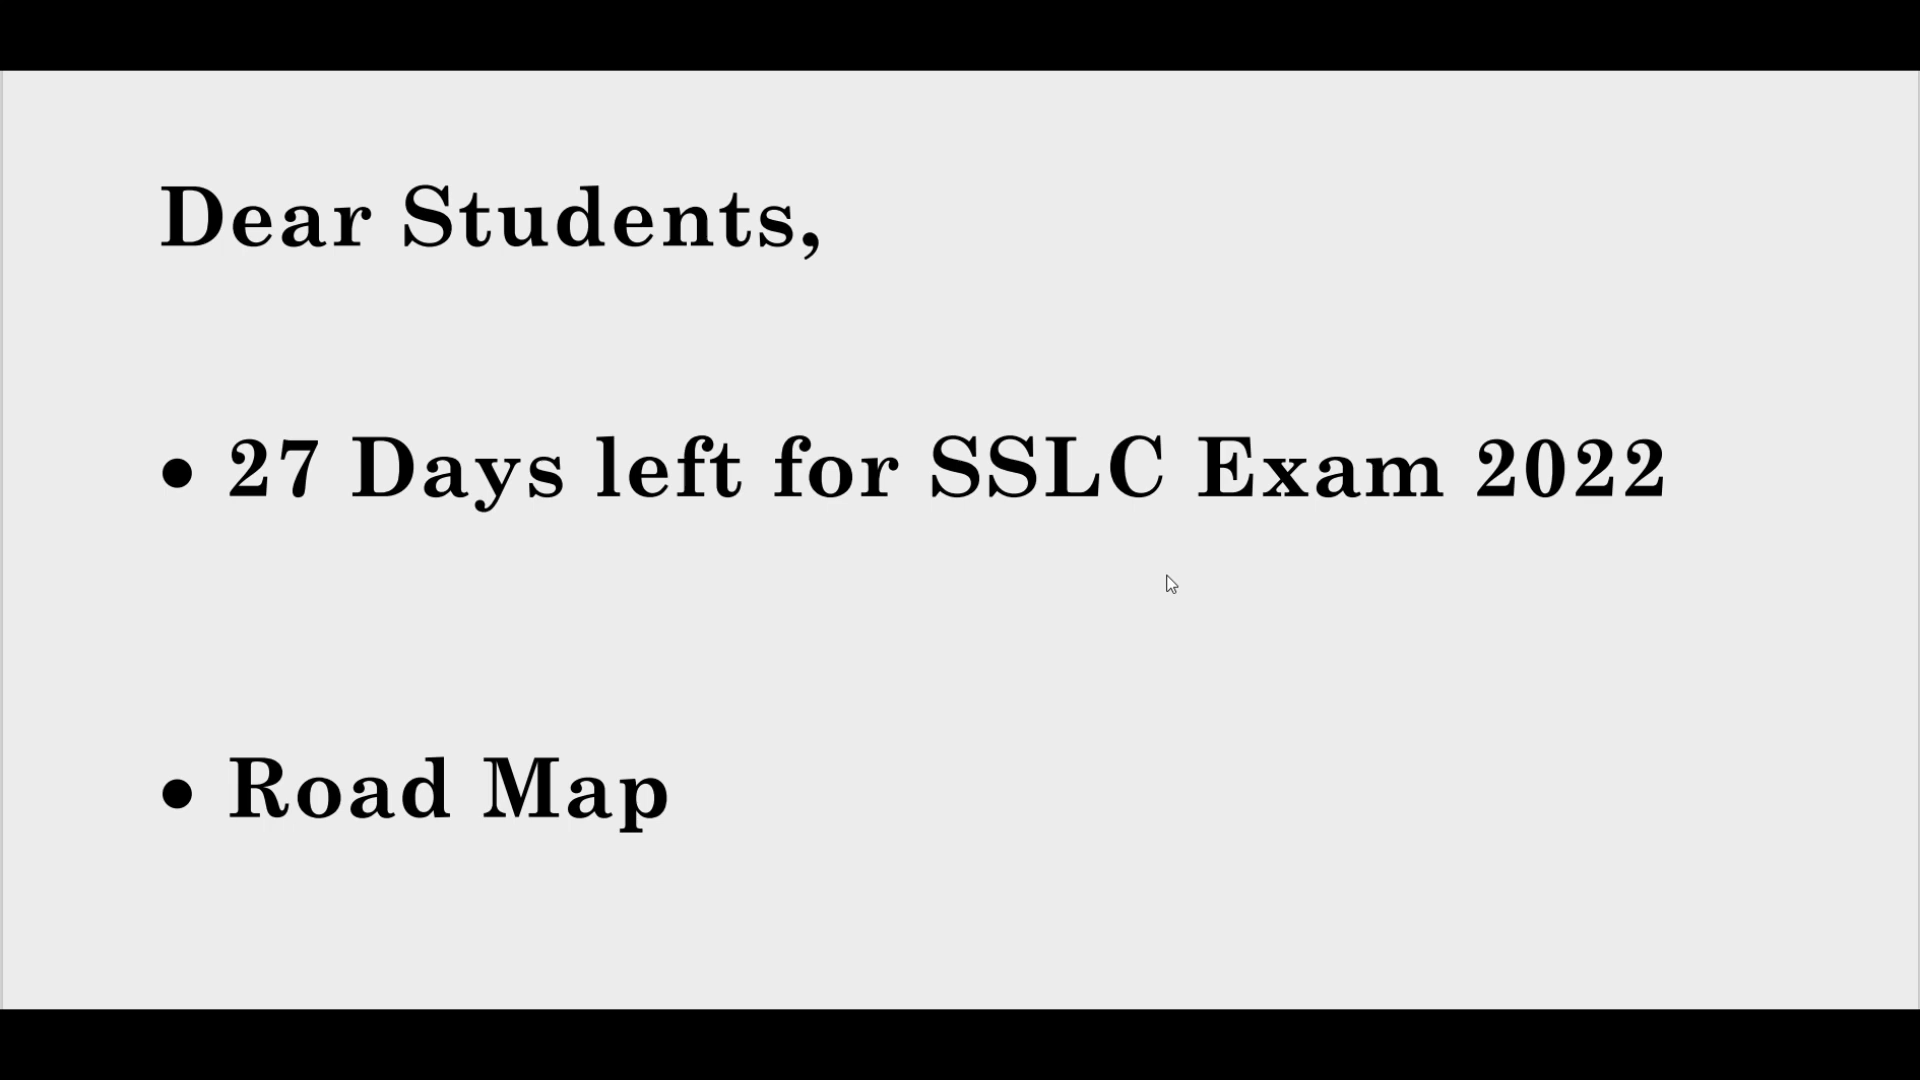 Dear Students,
• 27 Days left for SSLC Exam 2022
• Road Map